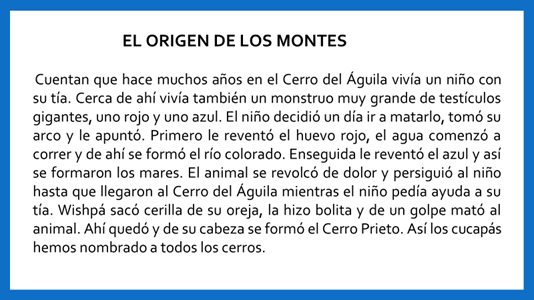 EL ORIGEN DE LOS MONTES
Cuentan que hace muchos años en el Cerro del Águila vivía un niño con
su tía. Cerca de ahí vivía también un monstruo muy grande de testículos
gigantes, uno rojo y uno azul. El niño decidió un día ir a matarlo, tomó su
arco y le apuntó. Primero le reventó el huevo rojo, el agua comenzó a
correr y de ahí se formó el río colorado. Enseguida le reventó el azul y así
se formaron los mares. El animal se revolcó de dolor y persiguió al niño
hasta que llegaron al Cerro del Águila mientras el niño pedía ayuda a su
tía. Wishpá sacó cerilla de su oreja, la hizo bolita y de un golpe mató al
animal. Ahí quedó y de su cabeza se formó el Cerro Prieto. Así los cucapás
hemos nombrado a todos los cerros.